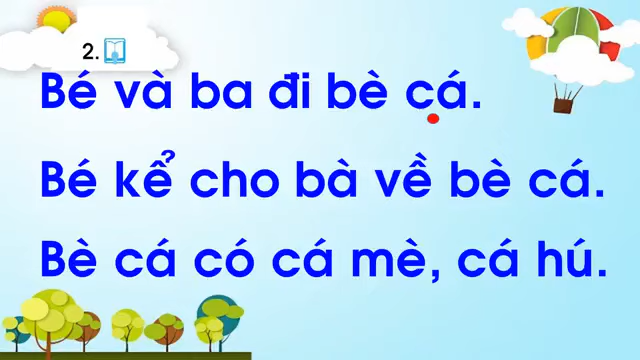 2.
Bé và ba đi bè cá.
Bé kể cho bà về bè cá.
Bè cá có cá mè, cá hú.